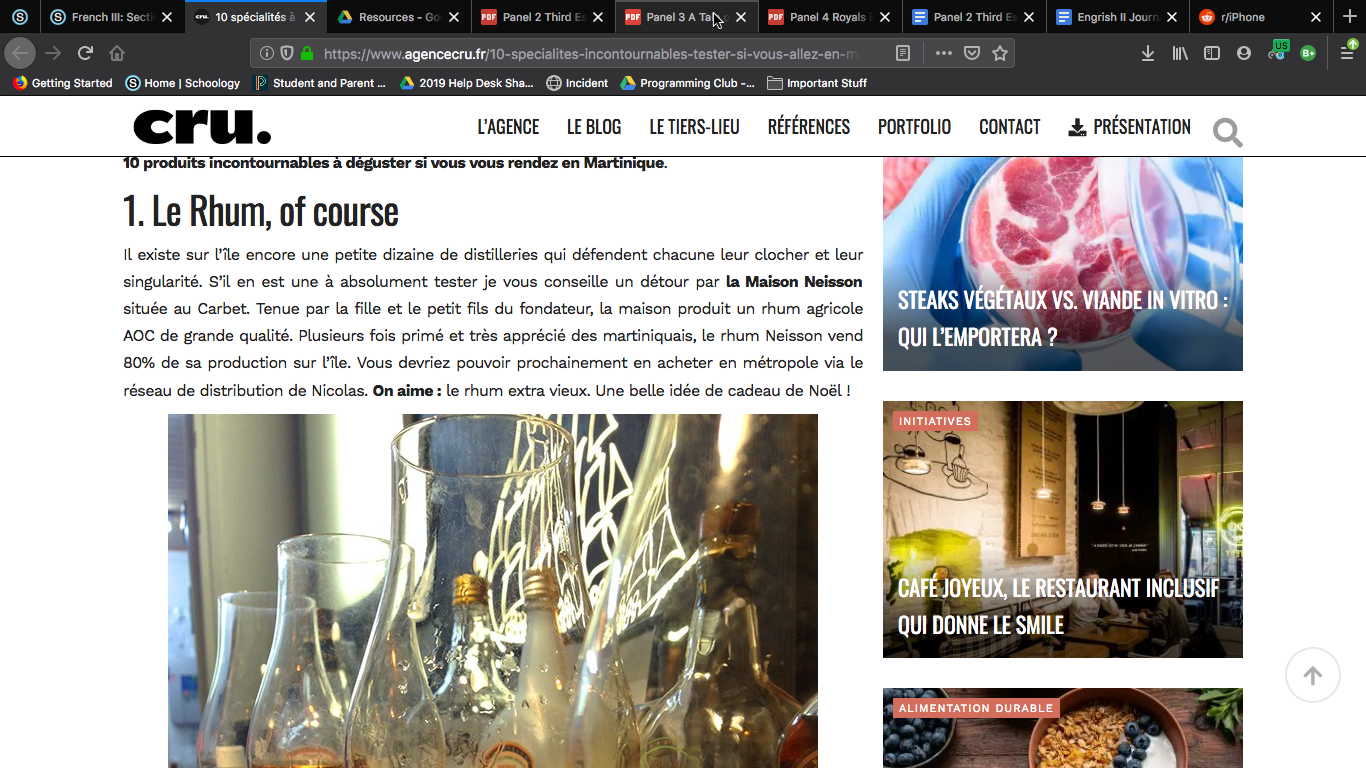 French III: Secti
10 spécialités à
Resources - Go
Panel 2 Third Es
Panel 3 A Ta
Panel 4 Royals
Panel 2 Third Es
Engrish II Journ
r/iPhone
https://www.agencecru.fr/10-specialites-incontournables-tester-si-vous-allez-en-m
US
B+
Getting Started
Home | Schoology
Student and Parent ...
2019 Help Desk Sha...
Incident
Programming Club -...
Important Stuff
cru.
L'AGENCE
LE BLOG
LE TIERS-LIEU
RÉFÉRENCES
PORTFOLIO
CONTACT
PRÉSENTATION
10 produits incontournables à déguster si vous vous rendez en Martinique.
1. Le Rhum, of course
Il existe sur l'île encore une petite dizaine de distilleries qui défendent chacune leur clocher et leur
singularité. S'il en est une à absolument tester je vous conseille un détour par la Maison Neisson
située au Carbet. Tenue par la fille et le petit fils du fondateur, la maison produit un rhum agricole
AOC de grande qualité. Plusieurs fois primé et très apprécié des martiniquais, le rhum Neisson vend
80% de sa production sur l'île. Vous devriez pouvoir prochainement en acheter en métropole via le
réseau de distribution de Nicolas. On aime : le rhum extra vieux. Une belle idée de cadeau de Noël !
STEAKS VÉGÉTAUX VS. VIANDE IN VITRO :
QUI L'EMPORTERA ?
INITIATIVES
CAFÉ JOYEUX, LE RESTAURANT INCLUSIF
QUI DONNE LE SMILE
ALIMENTATION DURABLE